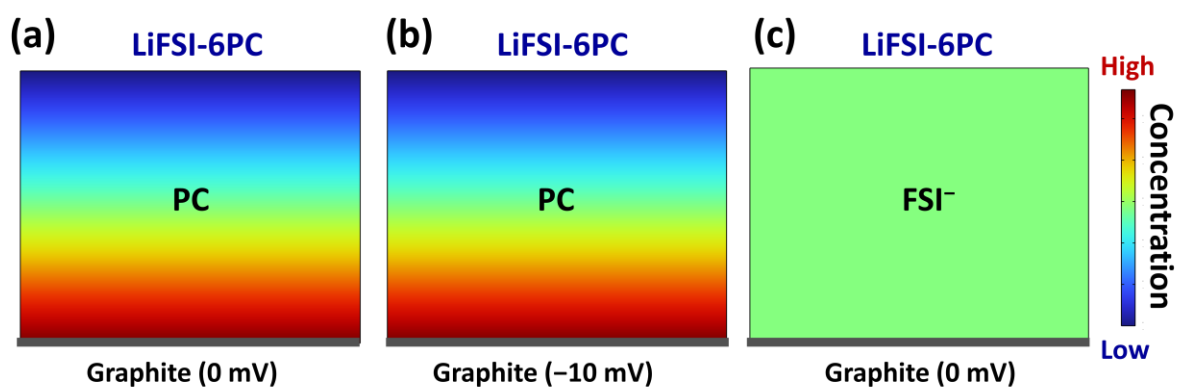 (a)
LiFSI-6PC
PC
Graphite (0 mV)
(b)
LiFSI-6PC
PC
Graphite (−10 mV)
(c)
LiFSI-6PC
FSI⁻
Graphite (0 mV)
High
Concentration
Low